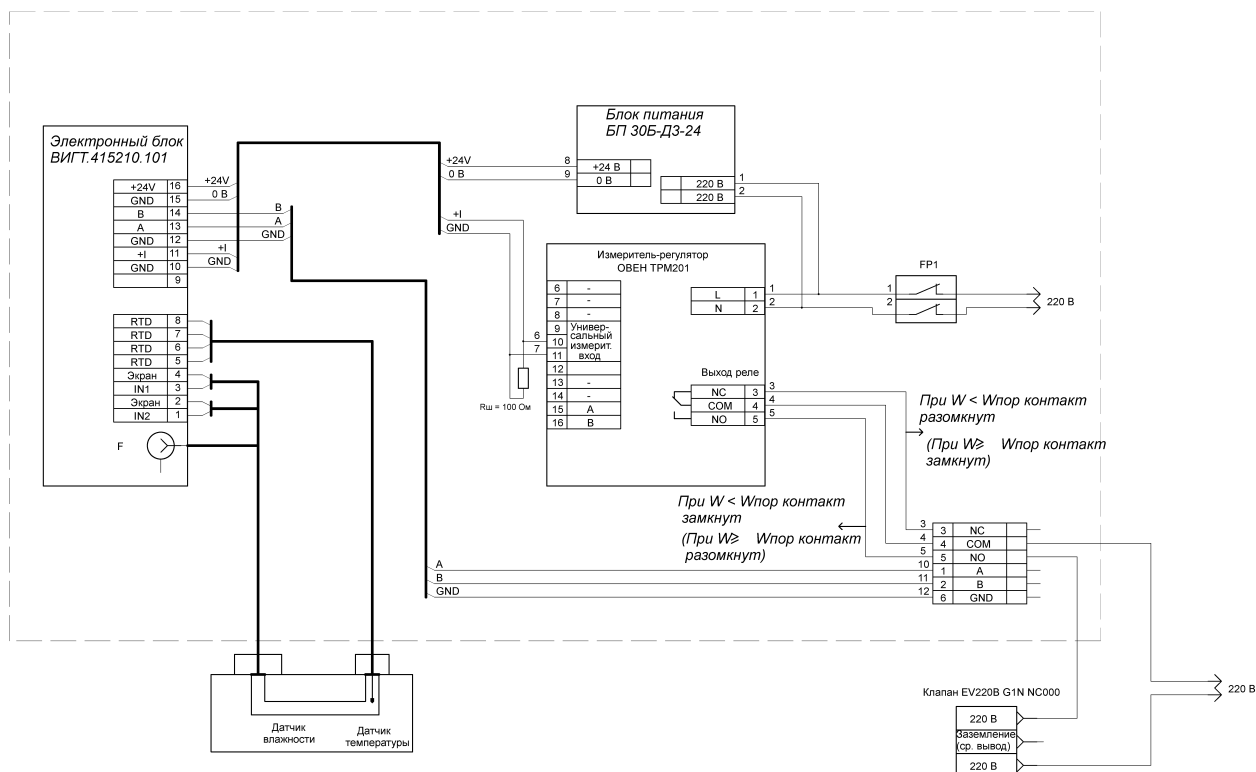 Электронный блок
ВИГТ.415210.101
+24V 16 +24V
GND 15 0 В
B 14 B
A 13 A
GND 12 GND
+I 11 +I
GND 10 GND
9
RTD 8
RTD 7
RTD 6
RTD 5
Экран 4
IN1 3
Экран 2
IN2 1
F
Блок питания
БП 30Б-Д3-24
+24V 8 +24 В
0 В 9 0 В
220 В 1
220 В 2
+I
GND
Измеритель-регулятор
ОВЕН ТРМ201
6 -
7 -
8 -
9 Универ-
6 10 сальный
измерит.
7 11 вход
12
13 -
14 -
15 A
16 B
Rш = 100 Ом
L 1 1
N 2 2
Выход реле
NC 3 3
COM 4 4
NO 5 5
FP1
1
2
220 В
При W < Wпор контакт
разомкнут
(При W≥ Wпор контакт
замкнут)
При W < Wпор контакт
замкнут
(При W≥ Wпор контакт
разомкнут)
3 3 NC
4 4 COM
5 5 NO
A 10 1 A
B 11 2 B
GND 12 6 GND
Датчик
влажности
Датчик
температуры
220 В
Клапан EV220B G1N NC000
220 В
Заземление
(ср. вывод)
220 В